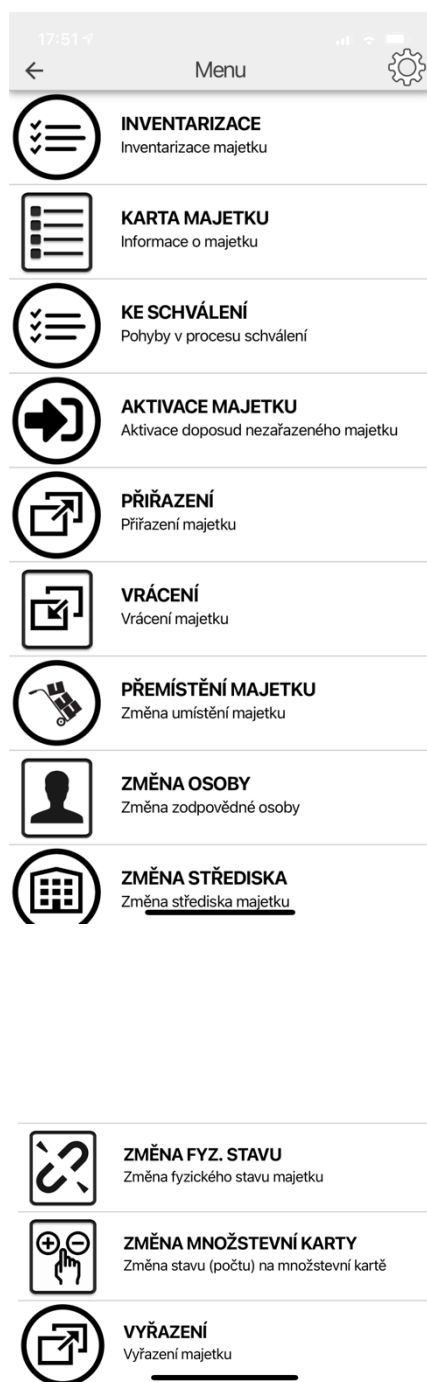 17:51
Menu
INVENTARIZACE
Inventarizace majetku
KARTA MAJETKU
Informace o majetku
KE SCHVÁLENÍ
Pohyby v procesu schválení
AKTIVACE MAJETKU
Aktivace doposud nezařazeného majetku
PŘIŘAZENÍ
Přiřazení majetku
VRÁCENÍ
Vrácení majetku
PŘEMÍSTĚNÍ MAJETKU
Změna umístění majetku
ZMĚNA OSOBY
Změna zodpovědné osoby
ZMĚNA STŘEDISKA
Změna střediska majetku
ZMĚNA FYZ. STAVU
Změna fyzického stavu majetku
ZMĚNA MNOŽSTEVNÍ KARTY
Změna stavu (počtu) na množstevní kartě
VYŘAZENÍ
Vyřazení majetku